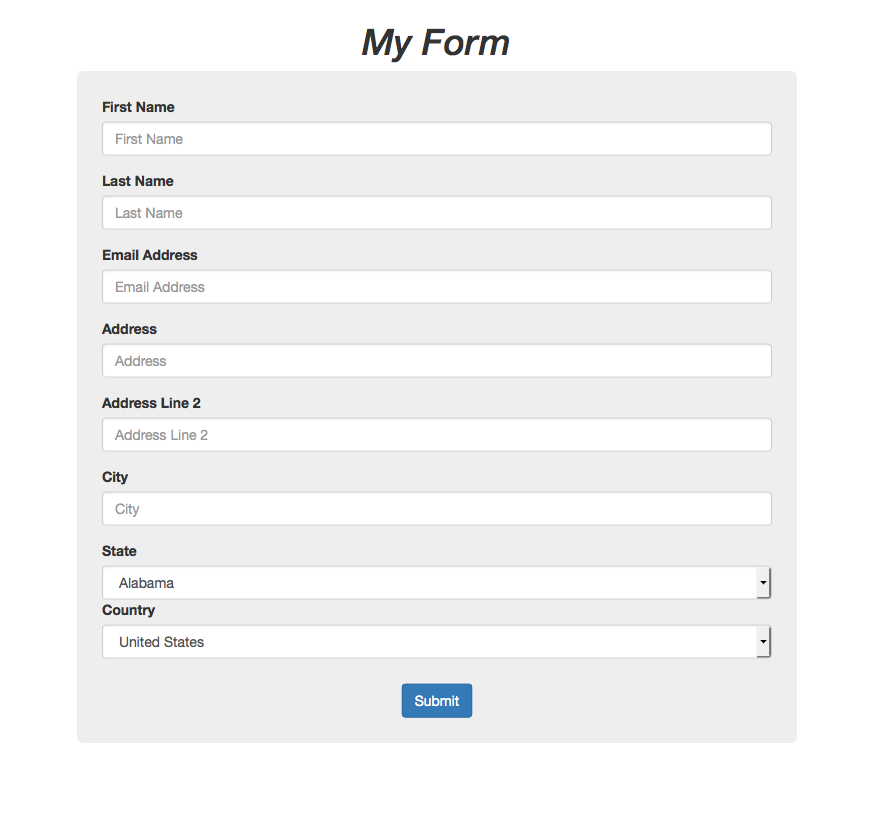 My Form
First Name
First Name
Last Name
Last Name
Email Address
Email Address
Address
Address
Address Line 2
Address Line 2
City
City
State
Alabama
Country
United States
Submit